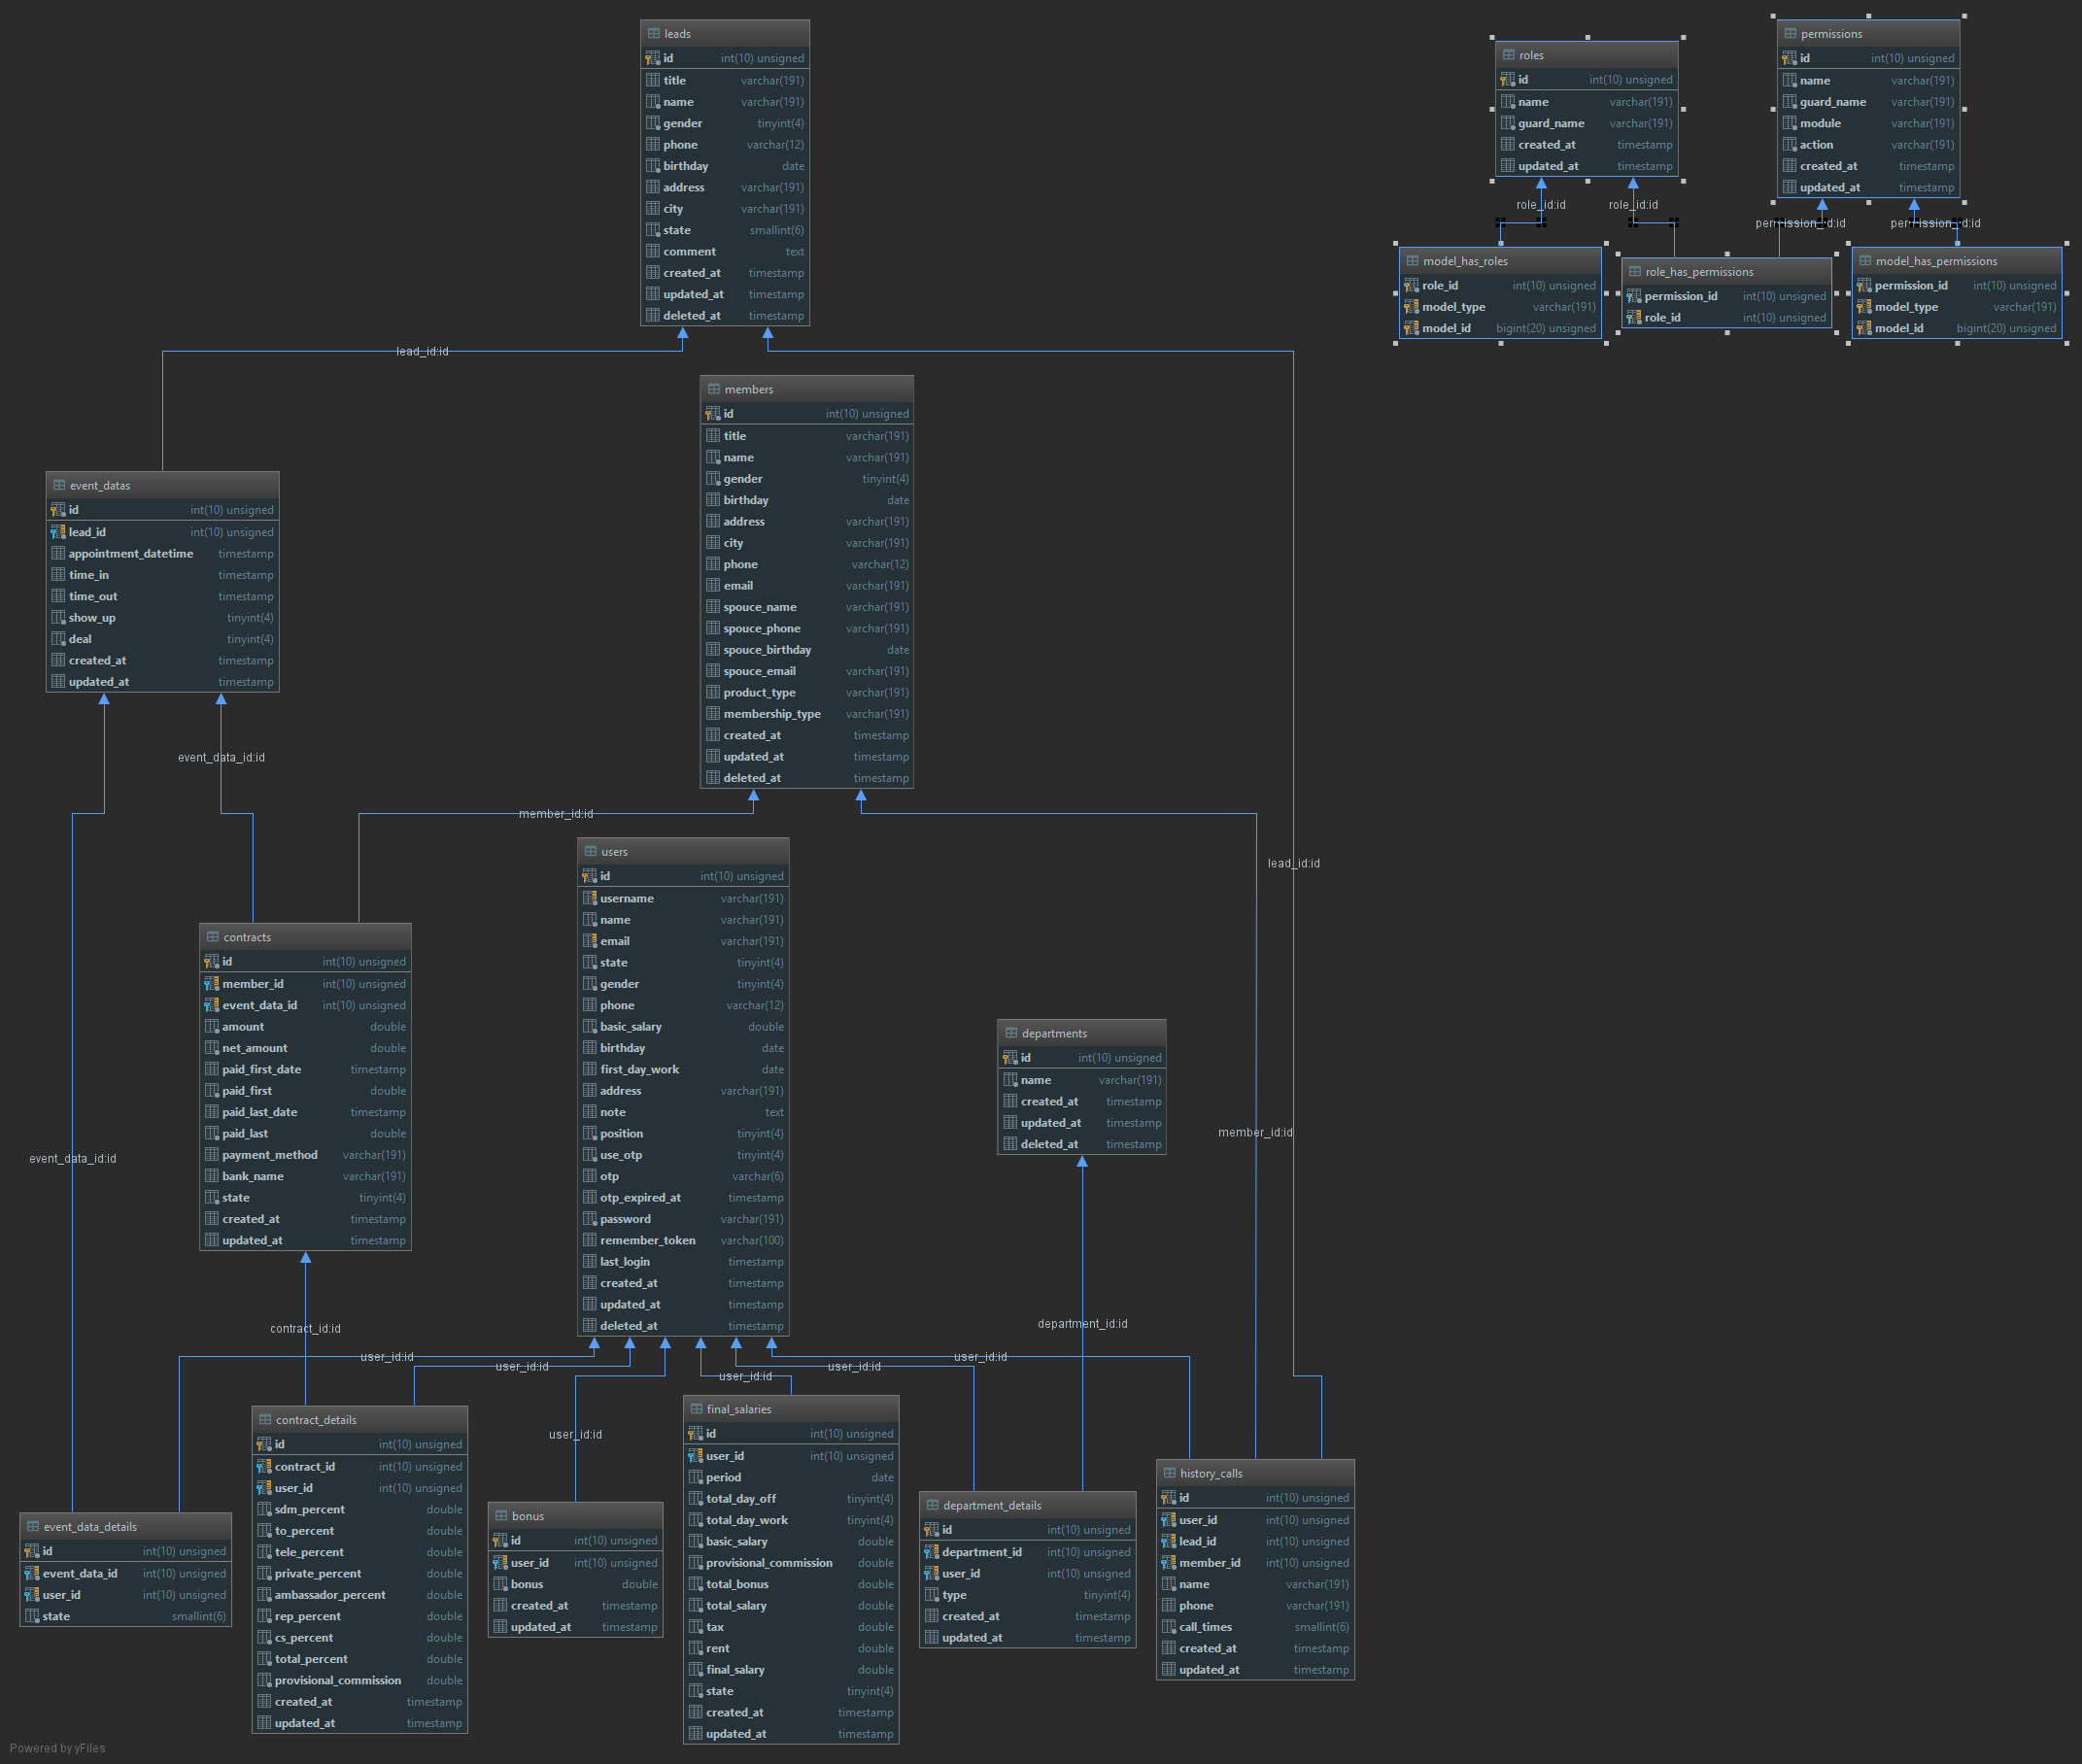 leads
id int(10) unsigned
title varchar(191)
name varchar(191)
gender tinyint(4)
phone varchar(12)
birthday date
address varchar(191)
city varchar(191)
state smallint(6)
comment text
created_at timestamp
updated_at timestamp
deleted_at timestamp
roles
id int(10) unsigned
name varchar(191)
guard_name varchar(191)
created_at timestamp
updated_at timestamp
permissions
id int(10) unsigned
name varchar(191)
guard_name varchar(191)
module varchar(191)
action varchar(191)
created_at timestamp
updated_at timestamp
role_id:id
role_id:id
permission_id:id
permission_id:id
model_has_roles
role_id int(10) unsigned
model_type varchar(191)
model_id bigint(20) unsigned
role_has_permissions
permission_id int(10) unsigned
role_id int(10) unsigned
model_has_permissions
permission_id int(10) unsigned
model_type varchar(191)
model_id bigint(20) unsigned
lead_id:id
members
id int(10) unsigned
title varchar(191)
name varchar(191)
gender tinyint(4)
birthday date
address varchar(191)
city varchar(191)
phone varchar(12)
email varchar(191)
spouce_name varchar(191)
spouce_phone varchar(191)
spouce_birthday date
spouce_email varchar(191)
product_type varchar(191)
membership_type varchar(191)
created_at timestamp
updated_at timestamp
deleted_at timestamp
event_datas
id int(10) unsigned
lead_id int(10) unsigned
appointment_datetime timestamp
time_in timestamp
time_out timestamp
show_up tinyint(4)
deal tinyint(4)
created_at timestamp
updated_at timestamp
event_data_id:id
member_id:id
lead_id:id
users
id int(10) unsigned
username varchar(191)
name varchar(191)
email varchar(191)
state tinyint(4)
gender tinyint(4)
phone varchar(12)
basic_salary double
birthday date
first_day_work date
address varchar(191)
note text
position tinyint(4)
use_otp tinyint(4)
otp varchar(6)
otp_expired_at timestamp
password varchar(191)
remember_token varchar(100)
last_login timestamp
created_at timestamp
updated_at timestamp
deleted_at timestamp
contracts
id int(10) unsigned
member_id int(10) unsigned
event_data_id int(10) unsigned
amount double
net_amount double
paid_first_date timestamp
paid_first double
paid_last_date timestamp
paid_last double
payment_method varchar(191)
bank_name varchar(191)
state tinyint(4)
created_at timestamp
updated_at timestamp
departments
id int(10) unsigned
name varchar(191)
created_at timestamp
updated_at timestamp
deleted_at timestamp
member_id:id
event_data_id:id
contract_id:id
department_id:id
user_id:id
user_id:id
user_id:id
user_id:id
user_id:id
user_id:id
contract_details
id int(10) unsigned
contract_id int(10) unsigned
user_id int(10) unsigned
sdm_percent double
to_percent double
tele_percent double
private_percent double
ambassador_percent double
rep_percent double
cs_percent double
total_percent double
provisional_commission double
created_at timestamp
updated_at timestamp
final_salaries
id int(10) unsigned
user_id int(10) unsigned
period date
total_day_off tinyint(4)
total_day_work tinyint(4)
basic_salary double
provisional_commission double
total_bonus double
total_salary double
tax double
rent double
final_salary double
state tinyint(4)
created_at timestamp
updated_at timestamp
history_calls
id int(10) unsigned
user_id int(10) unsigned
lead_id int(10) unsigned
member_id int(10) unsigned
name varchar(191)
phone varchar(191)
call_times smallint(6)
created_at timestamp
updated_at timestamp
department_details
id int(10) unsigned
department_id int(10) unsigned
user_id int(10) unsigned
type tinyint(4)
created_at timestamp
updated_at timestamp
bonus
id int(10) unsigned
user_id int(10) unsigned
bonus double
created_at timestamp
updated_at timestamp
event_data_details
id int(10) unsigned
event_data_id int(10) unsigned
user_id int(10) unsigned
state smallint(6)
Powered by yFiles